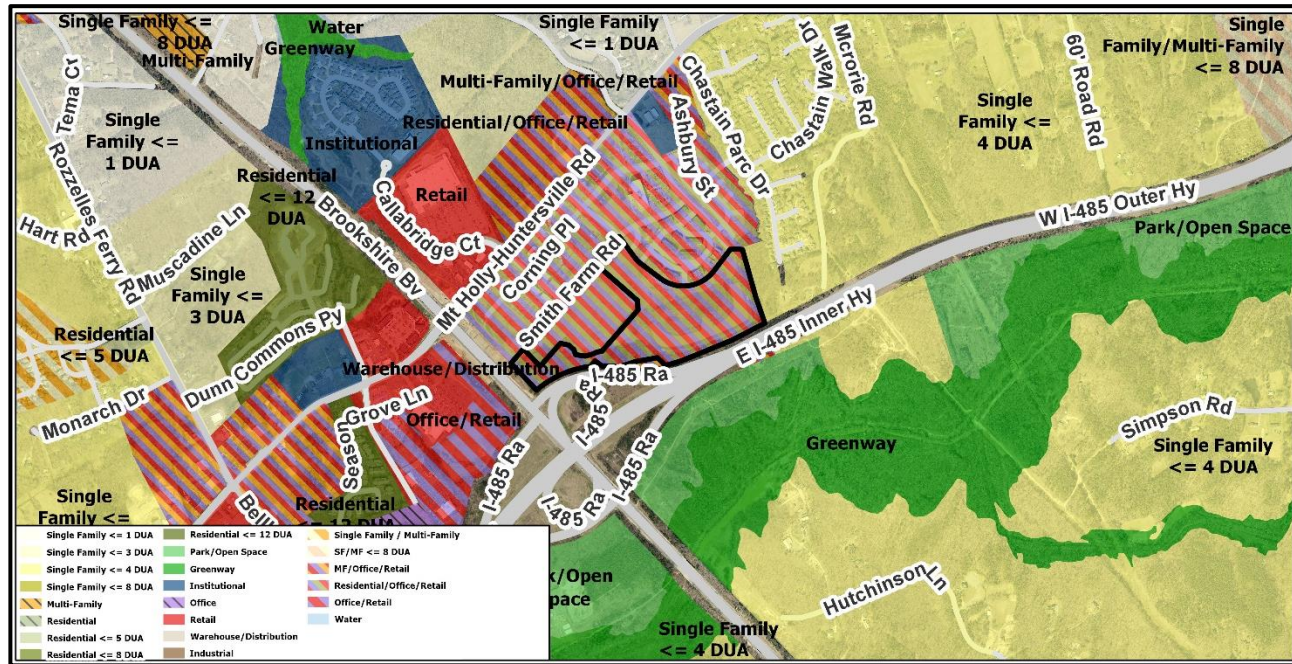 Single Family <=
8 DUA
Multi-Family
Water
Greenway
Single Family
<= 1 DUA
Single
Family/Multi-Family
<= 8 DUA
Tema Cr
Rozzelles Ferry Rd
Single
Family <=
1 DUA
Institutional
Multi-Family/Office/Retail
Residential/Office/Retail
Chastain Parc Dr
Ashbury St
Chastain Walk Dr
Mcrorie Rd
Single
Family <=
4 DUA
60' Road Rd
Residential
<= 12
DUA
Retail
Callabridge Ct
Brookshire Bv
Mt Holly-Huntersville Rd
Corning Pl
Smith Farm Rd
W I-485 Outer Hy
Park/Open Space
Hart Rd
Muscadine Ln
Single
Family <=
3 DUA
E I-485 Inner Hy
Residential
<= 5 DUA
Dunn Commons Py
Warehouse/Distribution
I-485 Ra
I-485 Ra
Monarch Dr
Grove Ln
Season
Office/Retail
I-485 Ra
I-485 Ra
I-485 Ra
Greenway
Simpson Rd
Single Family
<= 4 DUA
Single
Family <=
Residential
<= 12 DUA
Space
Hutchinson Ln
Single Family
<= 4 DUA
Single Family <= 1 DUA
Single Family <= 3 DUA
Single Family <= 4 DUA
Single Family <= 8 DUA
Multi-Family
Residential
Residential <= 5 DUA
Residential <= 8 DUA
Residential <= 12 DUA
Park/Open Space
Greenway
Institutional
Office
Retail
Warehouse/Distribution
Industrial
Single Family / Multi-Family
SF/MF <= 8 DUA
MF/Office/Retail
Residential/Office/Retail
Office/Retail
Water